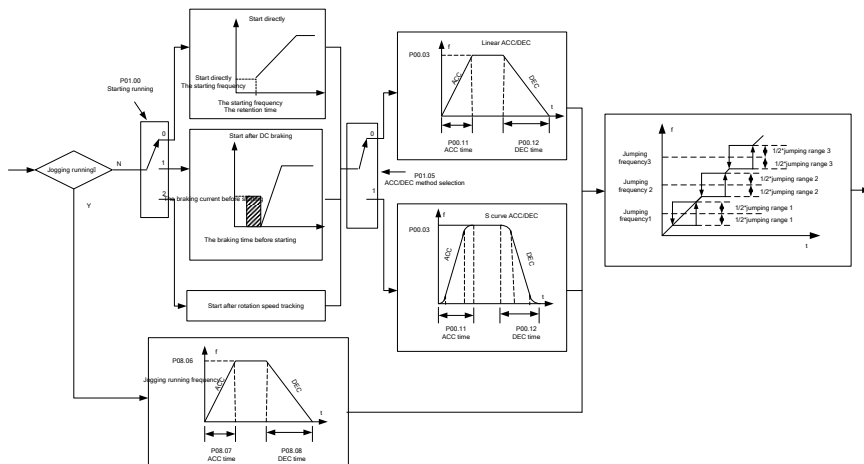 Start directly
f
Start directly
The starting frequency
t
The starting frequency
The retention time
P01.00
Starting running
0
1
2
Jogging running
N
Y
Start after DC braking
f
The braking current before starting
t
The braking time before starting
Start after rotation speed tracking
0
1
P01.05
ACC/DEC method selection
Linear ACC/DEC
f
P00.03
ACC
DEC
t
P00.11
ACC time
P00.12
DEC time
S curve ACC/DEC
f
P00.03
ACC
DEC
t
P00.11
ACC time
P00.12
DEC time
f
P08.06
Jogging running frequency
ACC
DEC
t
P08.07
ACC time
P08.08
DEC time
f
Jumping
frequency3
Jumping
frequency 2
Jumping
frequency1
1/2*jumping range 3
1/2*jumping range 3
1/2*jumping range 2
1/2*jumping range 2
1/2*jumping range 1
1/2*jumping range 1
t